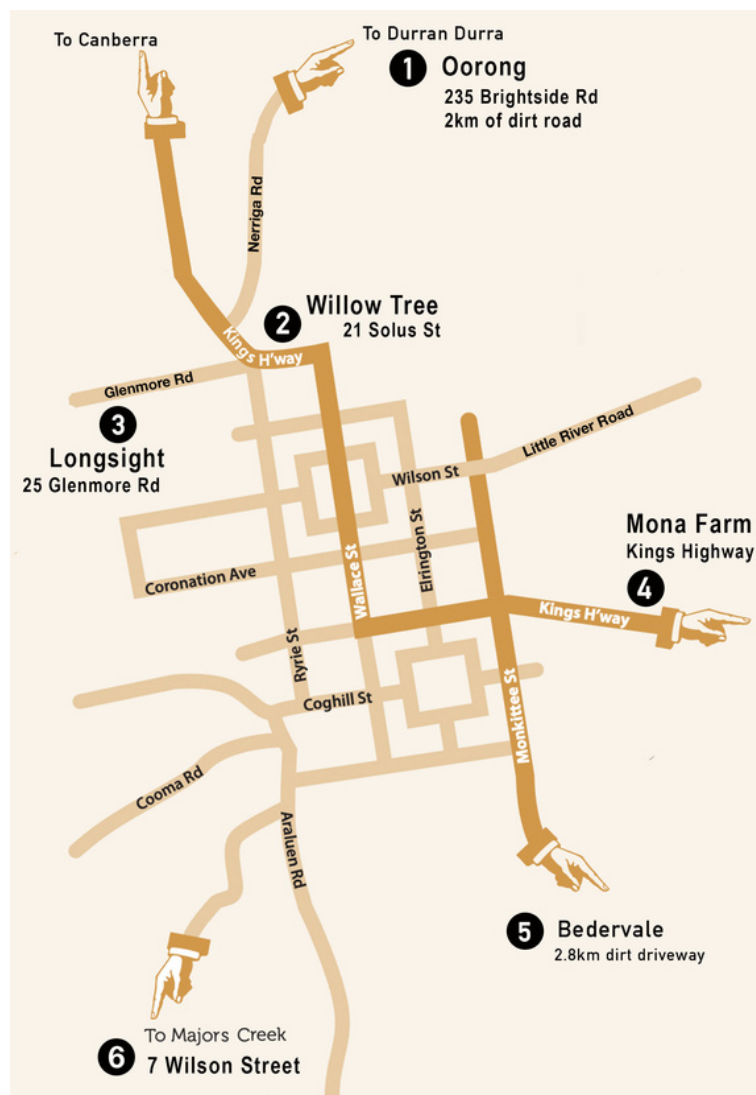 To Canberra
To Durran Durra
1 Oorong
235 Brightside Rd
2km of dirt road
Nerriga Rd
2 Willow Tree
21 Solus St
Kings H'way
Glenmore Rd
3
Longsight
25 Glenmore Rd
Little River Road
Wilson St
Elrington St
Mona Farm
Kings Highway
4
Coronation Ave
Wallace St
Kings H'way
Ryrie St
Coghill St
Monkittee St
Cooma Rd
Araluen Rd
5 Bedervale
2.8km dirt driveway
To Majors Creek
6 7 Wilson Street